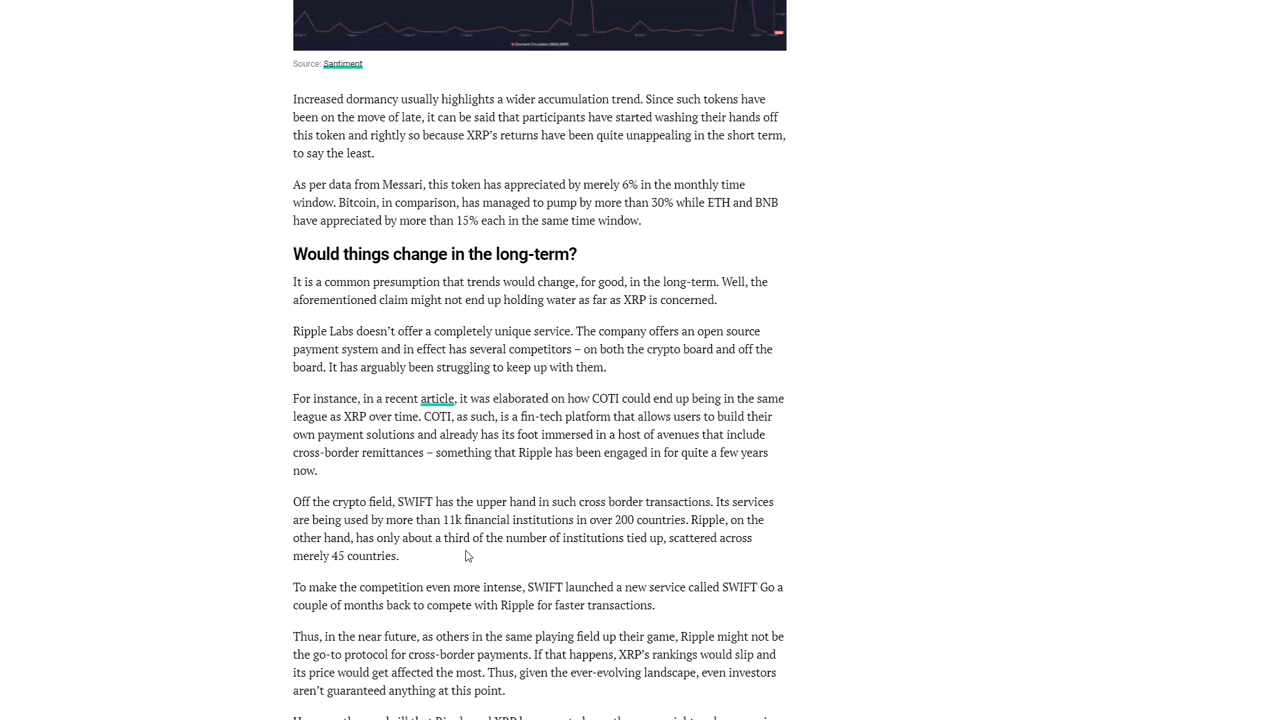 Source: Santiment
Increased dormancy usually highlights a wider accumulation trend. Since such tokens have
been on the move of late, it can be said that participants have started washing their hands off
this token and rightly so because XRP’s returns have been quite unappealing in the short term,
to say the least.
As per data from Messari, this token has appreciated by merely 6% in the monthly time
window. Bitcoin, in comparison, has managed to pump by more than 30% while ETH and BNB
have appreciated by more than 15% each in the same time window.
Would things change in the long-term?
It is a common presumption that trends would change, for good, in the long-term. Well, the
aforementioned claim might not end up holding water as far as XRP is concerned.
Ripple Labs doesn’t offer a completely unique service. The company offers an open source
payment system and in effect has several competitors – on both the crypto board and off the
board. It has arguably been struggling to keep up with them.
For instance, in a recent article, it was elaborated on how COTI could end up being in the same
league as XRP over time. COTI, as such, is a fin-tech platform that allows users to build their
own payment solutions and already has its foot immersed in a host of avenues that include
cross-border remittances – something that Ripple has been engaged in for quite a few years
now.
Off the crypto field, SWIFT has the upper hand in such cross border transactions. Its services
are being used by more than 11k financial institutions in over 200 countries. Ripple, on the
other hand, has only about a third of the number of institutions tied up, scattered across
merely 45 countries.
To make the competition even more intense, SWIFT launched a new service called SWIFT Go a
couple of months back to compete with Ripple for faster transactions.
Thus, in the near future, as others in the same playing field up their game, Ripple might not be
the go-to protocol for cross-border payments. If that happens, XRP’s rankings would slip and
its price would get affected the most. Thus, given the ever-evolving landscape, even investors
aren’t guaranteed anything at this point.